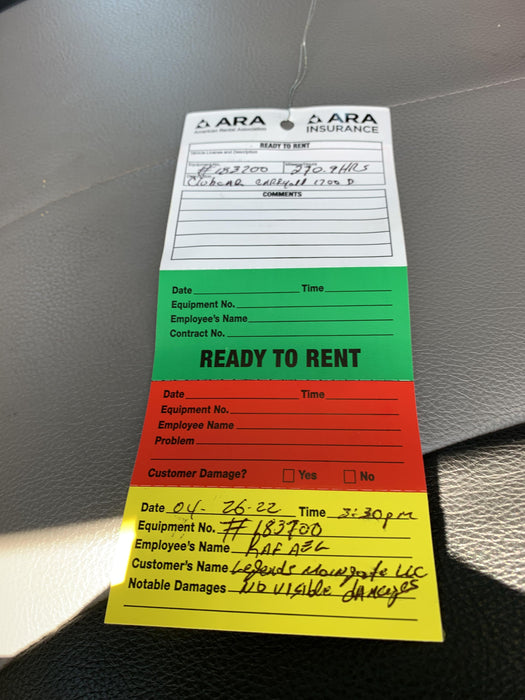 ARA ARA
American Rental Association INSURANCE
READY TO RENT
Vehicle License and Description
#183700 270.9 HRS
Clubcar CARRyall 1700 D
COMMENTS
Date Time
Equipment No.
Employee's Name
Contract No.
READY TO RENT
Date Time
Equipment No.
Employee Name
Problem
Customer Damage? Yes No
Date 04-26-22 Time 3:30pm
Equipment No. #183700
Employee's Name RAFAEL
Customer's Name Legends LLC
Notable Damages No visible damages